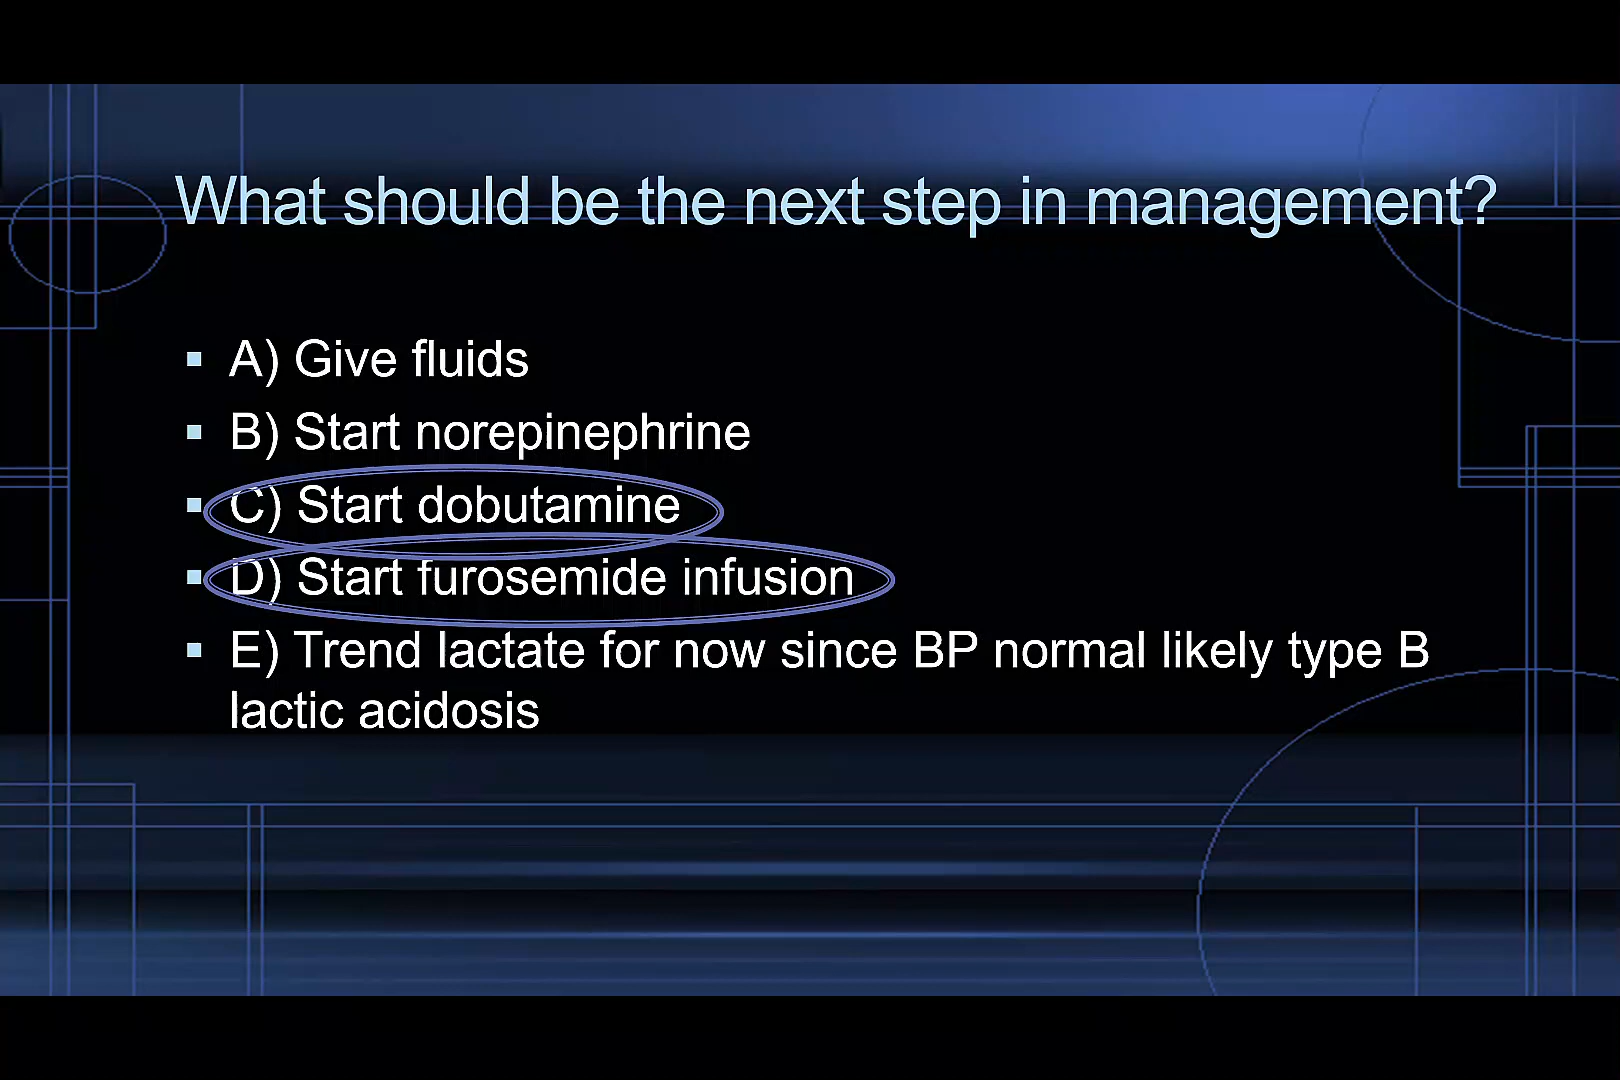 What should be the next step in management?
A) Give fluids
B) Start norepinephrine
C) Start dobutamine
D) Start furosemide infusion
E) Trend lactate for now since BP normal likely type B
lactic acidosis